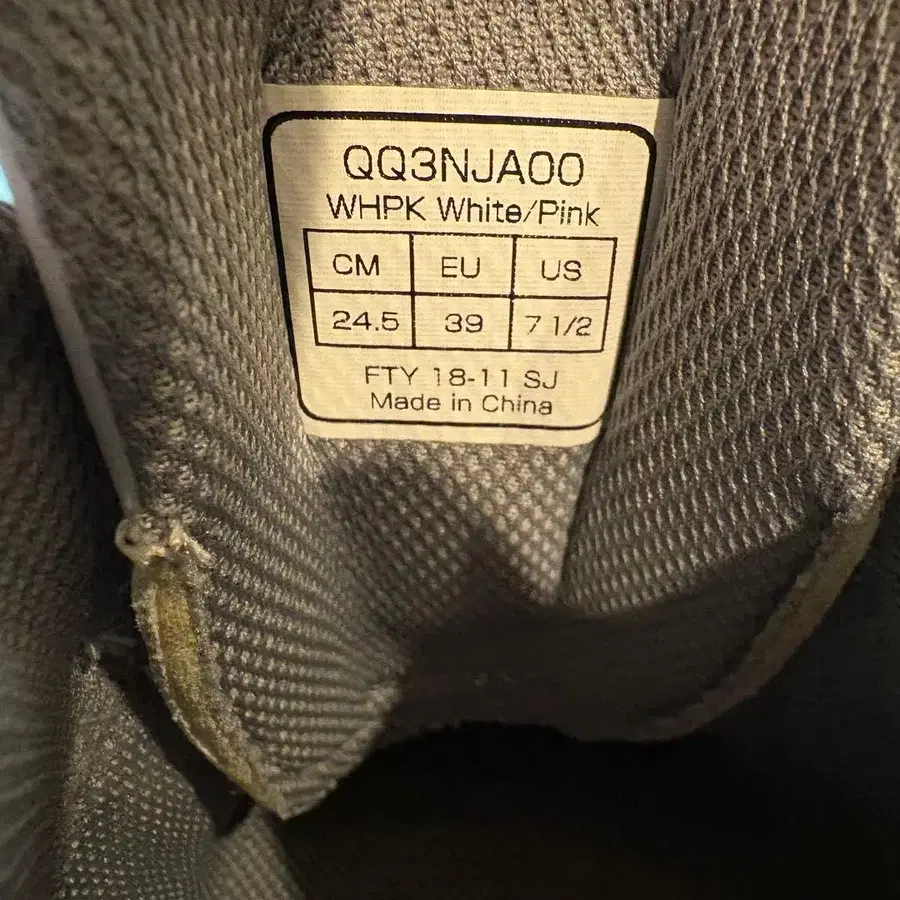 QQ3NJA00
WHPK White/Pink
CM EU US
24.5 39 7 1/2
FTY 18-11 SJ
Made in China